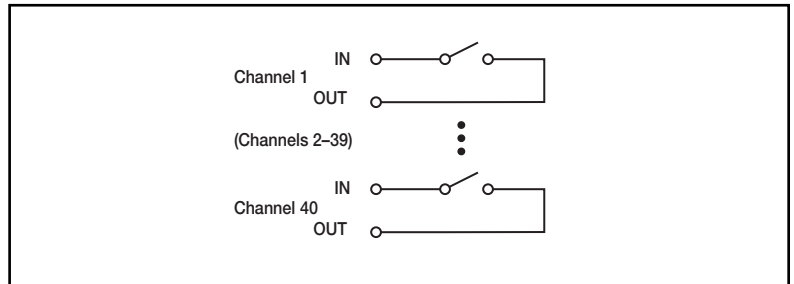 IN
Channel 1
OUT
(Channels 2–39)
IN
Channel 40
OUT